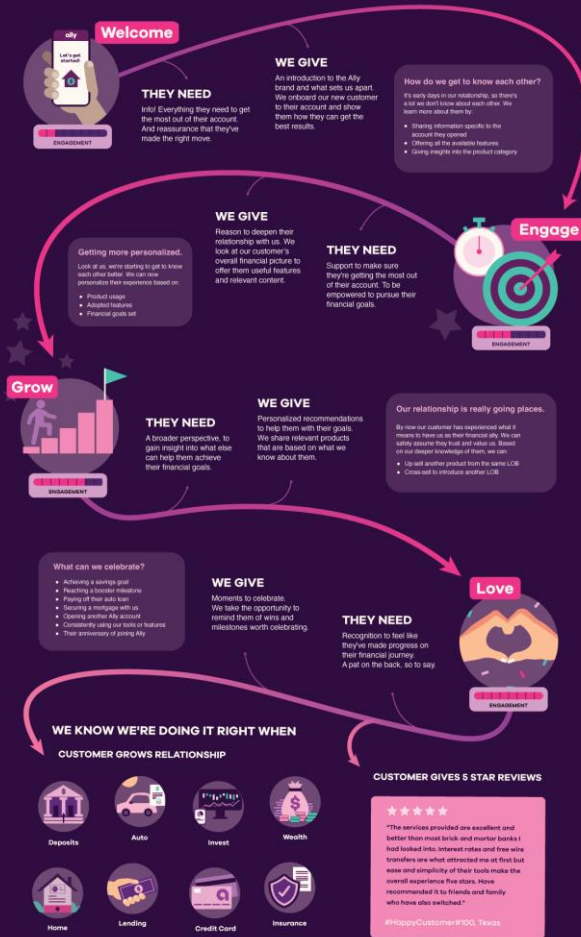 ally
Let's get
started!
Welcome
ENGAGEMENT
THEY NEED
Info! Everything they need to get
the most out of their account.
And reassurance that they've
made the right move.
WE GIVE
An introduction to the Ally
brand and what sets us apart.
We onboard our new customer
to their account and show
them how they can get the
best results.
How do we get to know each other?
It's early days in our relationship, so there's
a lot we don't know about each other. We
learn more about them by:
• Sharing information specific to the
account they opened
• Offering all the available features
• Giving insights into the product category
Engage
ENGAGEMENT
THEY NEED
Support to make sure
they're getting the most out
of their account. To be
empowered to pursue their
financial goals.
WE GIVE
Reason to deepen their
relationship with us. We
look at our customer's
overall financial picture to
offer them useful features
and relevant content.
Getting more personalized.
Look at us, we're starting to get to know
each other better. We can now
personalize their experience based on:
• Product usage
• Adopted features
• Financial goals set
Grow
ENGAGEMENT
THEY NEED
A broader perspective, to
gain insight into what else
can help them achieve
their financial goals.
WE GIVE
Personalized recommendations
to help them with their goals.
We share relevant products
that are based on what we
know about them.
Our relationship is really going places.
By now our customer has experienced what it
means to have us as their financial ally. We can
safely assume they trust and value us. Based
on our deeper knowledge of them, we can:
• Up-sell another product from the same LOB
• Cross-sell to introduce another LOB
Love
ENGAGEMENT
THEY NEED
Recognition to feel like
they've made progress on
their financial journey.
A pat on the back, so to say.
WE GIVE
Moments to celebrate.
We take the opportunity to
remind them of wins and
milestones worth celebrating.
What can we celebrate?
• Achieving a savings goal
• Reaching a booster milestone
• Paying off their auto loan
• Securing a mortgage with us
• Opening another Ally account
• Consistently using our tools or features
• Their anniversary of joining Ally
WE KNOW WE'RE DOING IT RIGHT WHEN
CUSTOMER GROWS RELATIONSHIP
Deposits
Auto
Invest
Wealth
Home
Lending
Credit Card
Insurance
CUSTOMER GIVES 5 STAR REVIEWS
"The services provided are excellent and
better than most brick and mortar banks I
had looked into. Interest rates and free wire
transfers are what attracted me at first but
ease and simplicity of their tools make the
overall experience five stars. Have
recommended it to friends and family
who have also switched."
#HappyCustomer#100, Texas